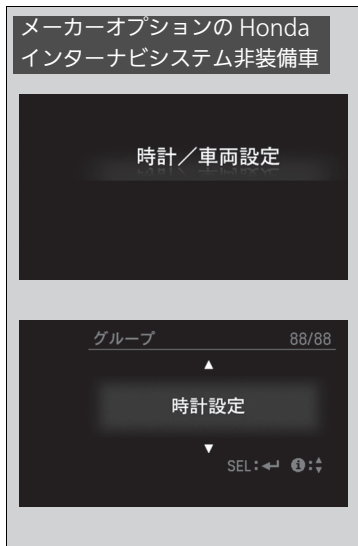 メーカーオプションの Honda
インターナビシステム非装備車
時計／車両設定
グループ 88/88
▲
時計設定
▼
SEL:↵ ℹ:▲▼